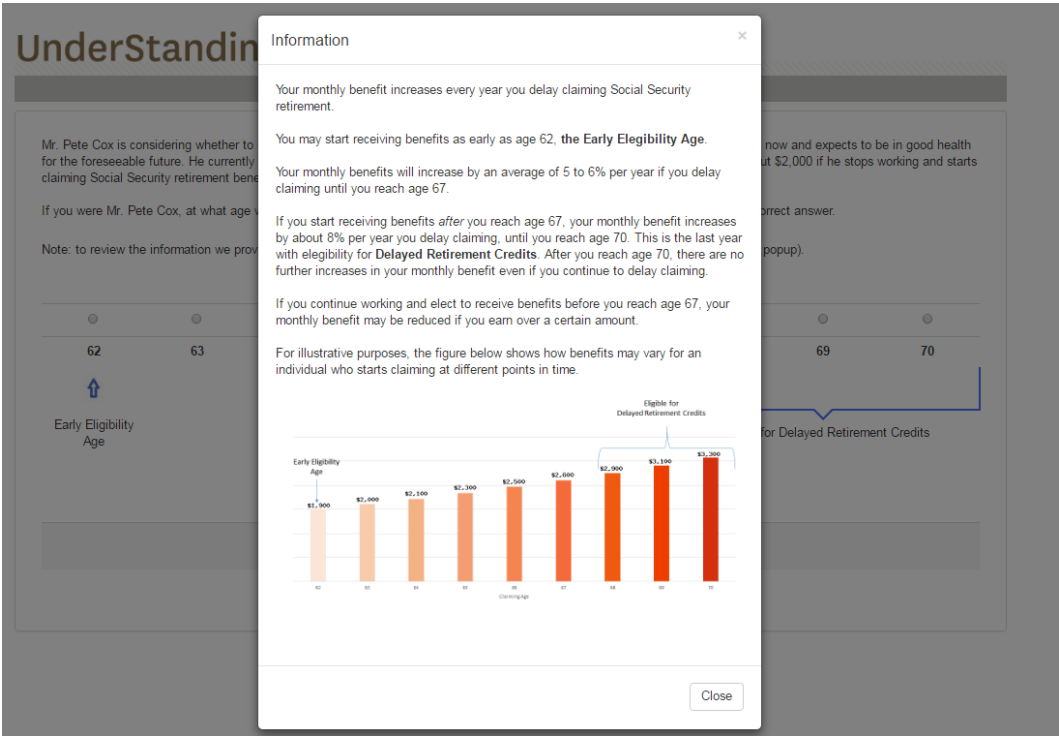 UnderStandin
Information
×
Your monthly benefit increases every year you delay claiming Social Security
retirement.
You may start receiving benefits as early as age 62, the Early Elegibility Age.
Your monthly benefits will increase by an average of 5 to 6% per year if you delay
claiming until you reach age 67.
If you start receiving benefits after you reach age 67, your monthly benefit increases
by about 8% per year you delay claiming, until you reach age 70. This is the last year
with elegibility for Delayed Retirement Credits. After you reach age 70, there are no
further increases in your monthly benefit even if you continue to delay claiming.
If you continue working and elect to receive benefits before you reach age 67, your
monthly benefit may be reduced if you earn over a certain amount.
For illustrative purposes, the figure below shows how benefits may vary for an
individual who starts claiming at different points in time.
Eligible for
Delayed Retirement Credits
Early Eligibility
Age
$1,900 $2,000 $2,100 $2,300 $2,500 $2,600 $2,900 $3,100 $3,300
62 63 64 65 66 67 68 69 70
Claiming Age
Close
Mr. Pete Cox is considering whether to
now and expects to be in good health
for the foreseeable future. He currently
ut $2,000 if he stops working and starts
claiming Social Security retirement bene
If you were Mr. Pete Cox, at what age
orrect answer.
Note: to review the information we prov
popup).
62 63 69 70
Early Eligibility
Age
for Delayed Retirement Credits